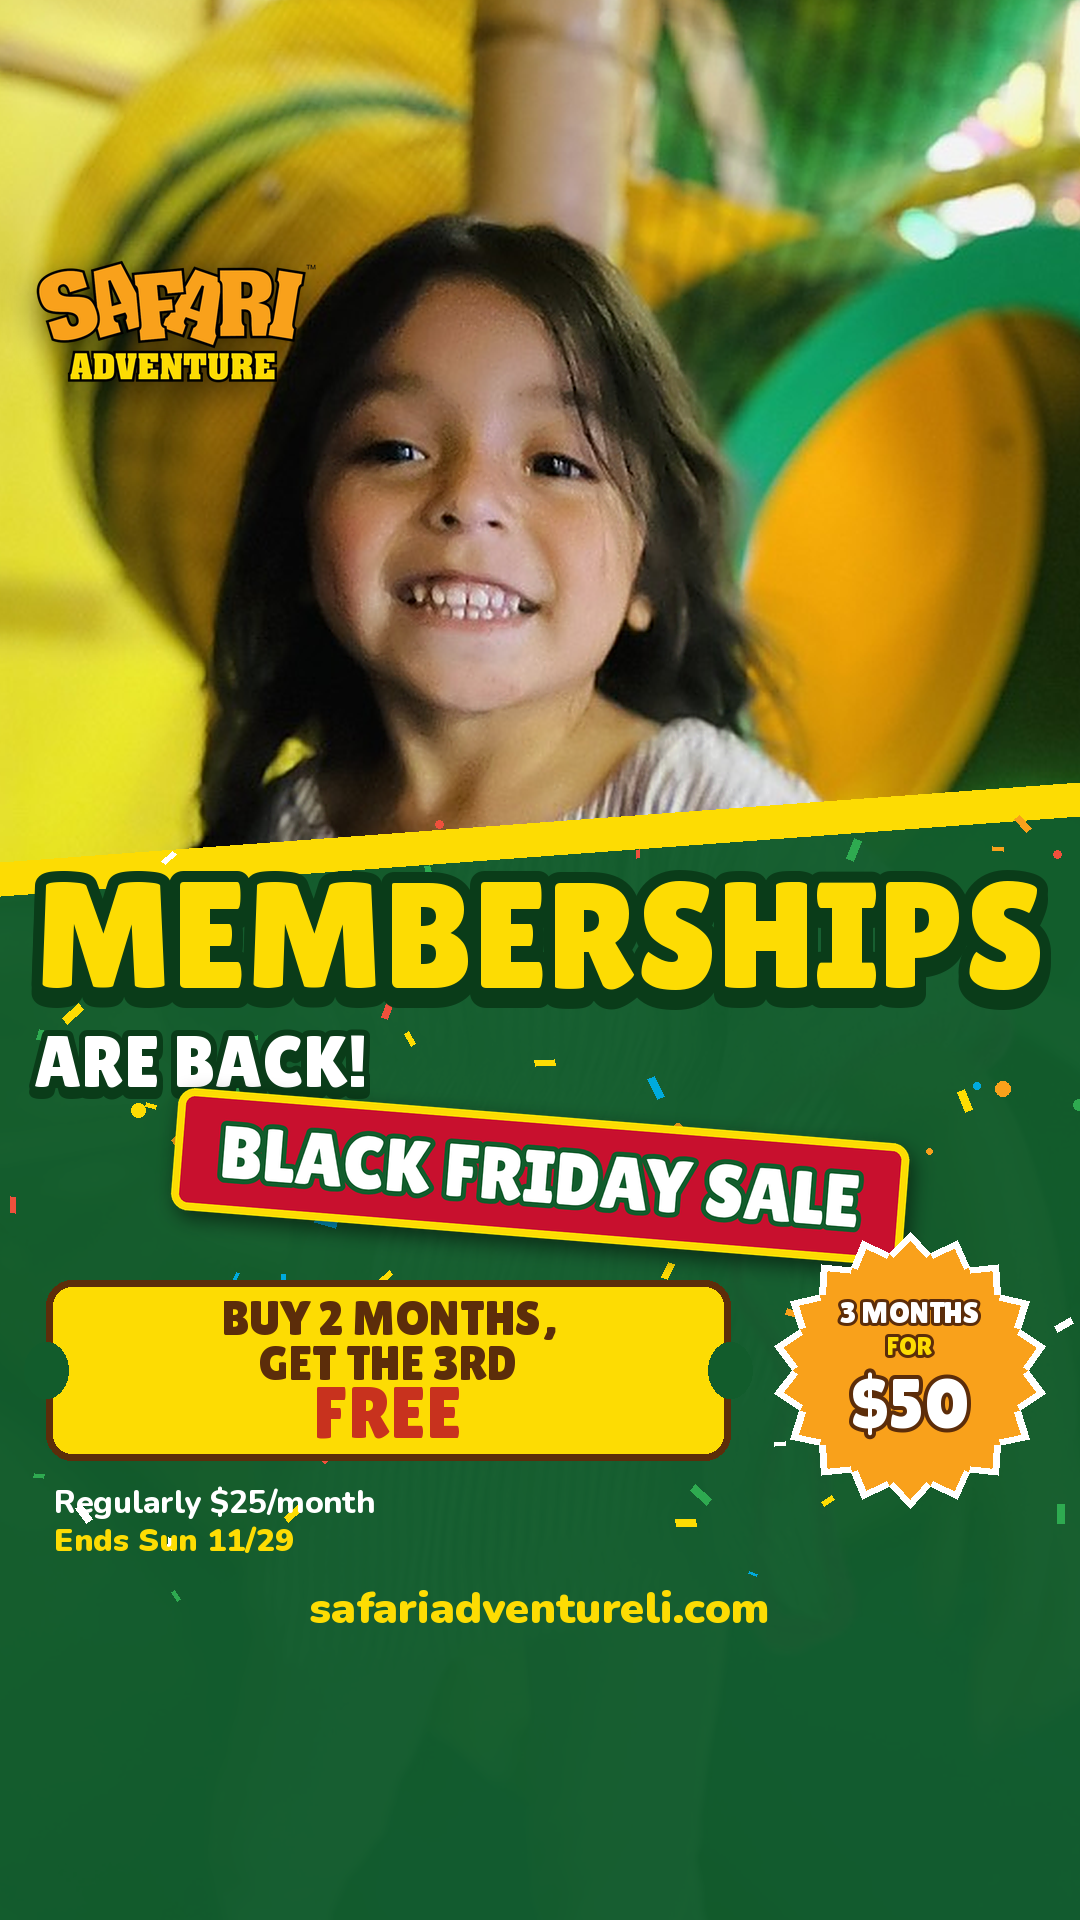 SAFARI™
ADVENTURE
MEMBERSHIPS
ARE BACK!
BLACK FRIDAY SALE
BUY 2 MONTHS,
GET THE 3RD
FREE
3 MONTHS
FOR
$50
Regularly $25/month
Ends Sun 11/29
safariadventureli.com